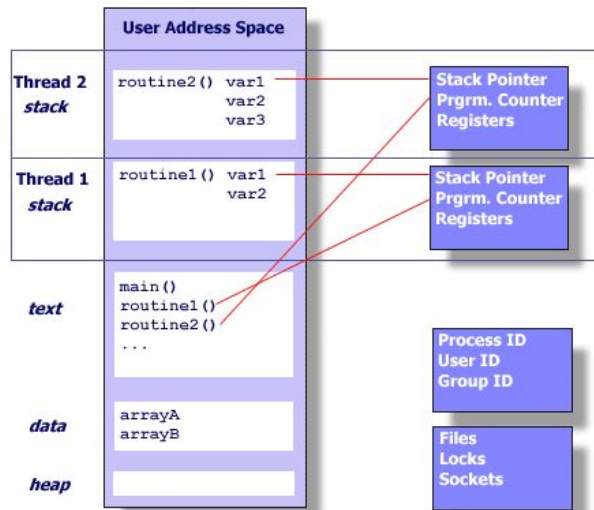 User Address Space
Thread 2
stack
routine2() var1
var2
var3
Stack Pointer
Prgrm. Counter
Registers
Thread 1
stack
routine1() var1
var2
Stack Pointer
Prgrm. Counter
Registers
text
main()
routine1()
routine2()
...
Process ID
User ID
Group ID
data
arrayA
arrayB
Files
Locks
Sockets
heap